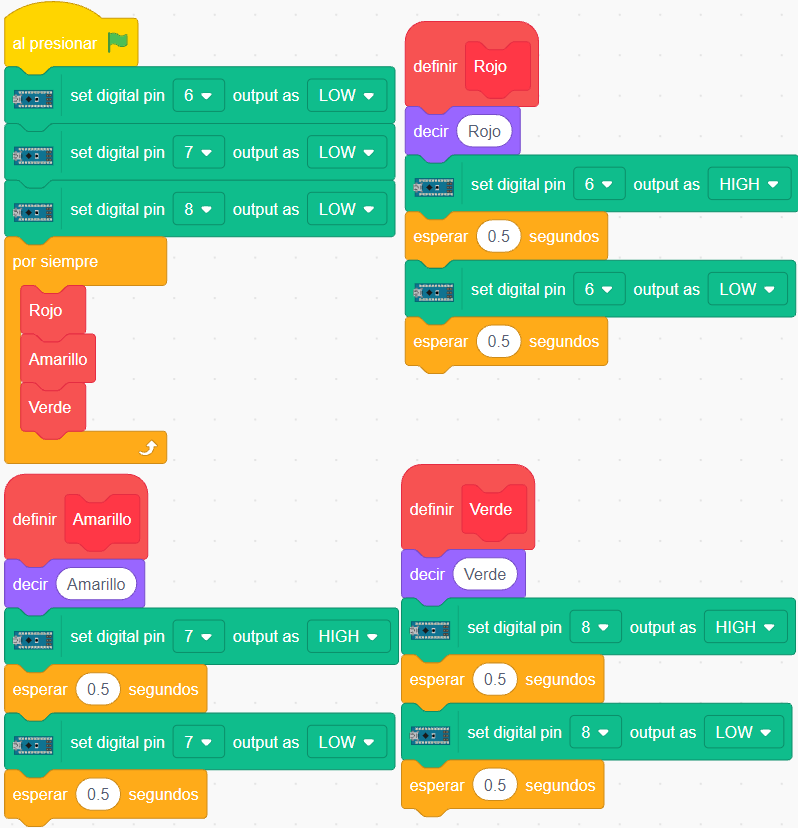 al presionar
set digital pin 6 output as LOW
set digital pin 7 output as LOW
set digital pin 8 output as LOW
por siempre
Rojo
Amarillo
Verde
definir Rojo
decir Rojo
set digital pin 6 output as HIGH
esperar 0.5 segundos
set digital pin 6 output as LOW
esperar 0.5 segundos
definir Amarillo
decir Amarillo
set digital pin 7 output as HIGH
esperar 0.5 segundos
set digital pin 7 output as LOW
esperar 0.5 segundos
definir Verde
decir Verde
set digital pin 8 output as HIGH
esperar 0.5 segundos
set digital pin 8 output as LOW
esperar 0.5 segundos